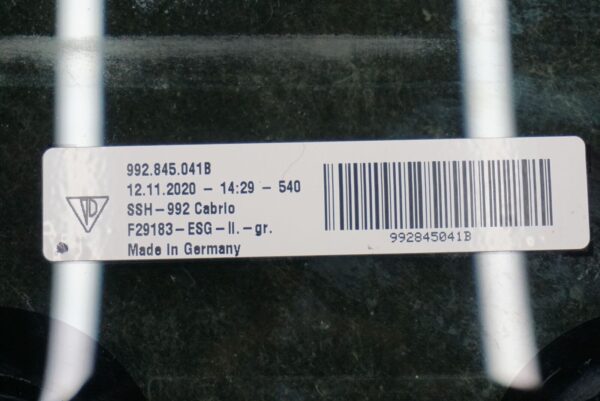 992.845.041B
12.11.2020 - 14:29 - 540
SSH-992 Cabrio
F29183-ESG-li.-gr.
Made in Germany
992845041B